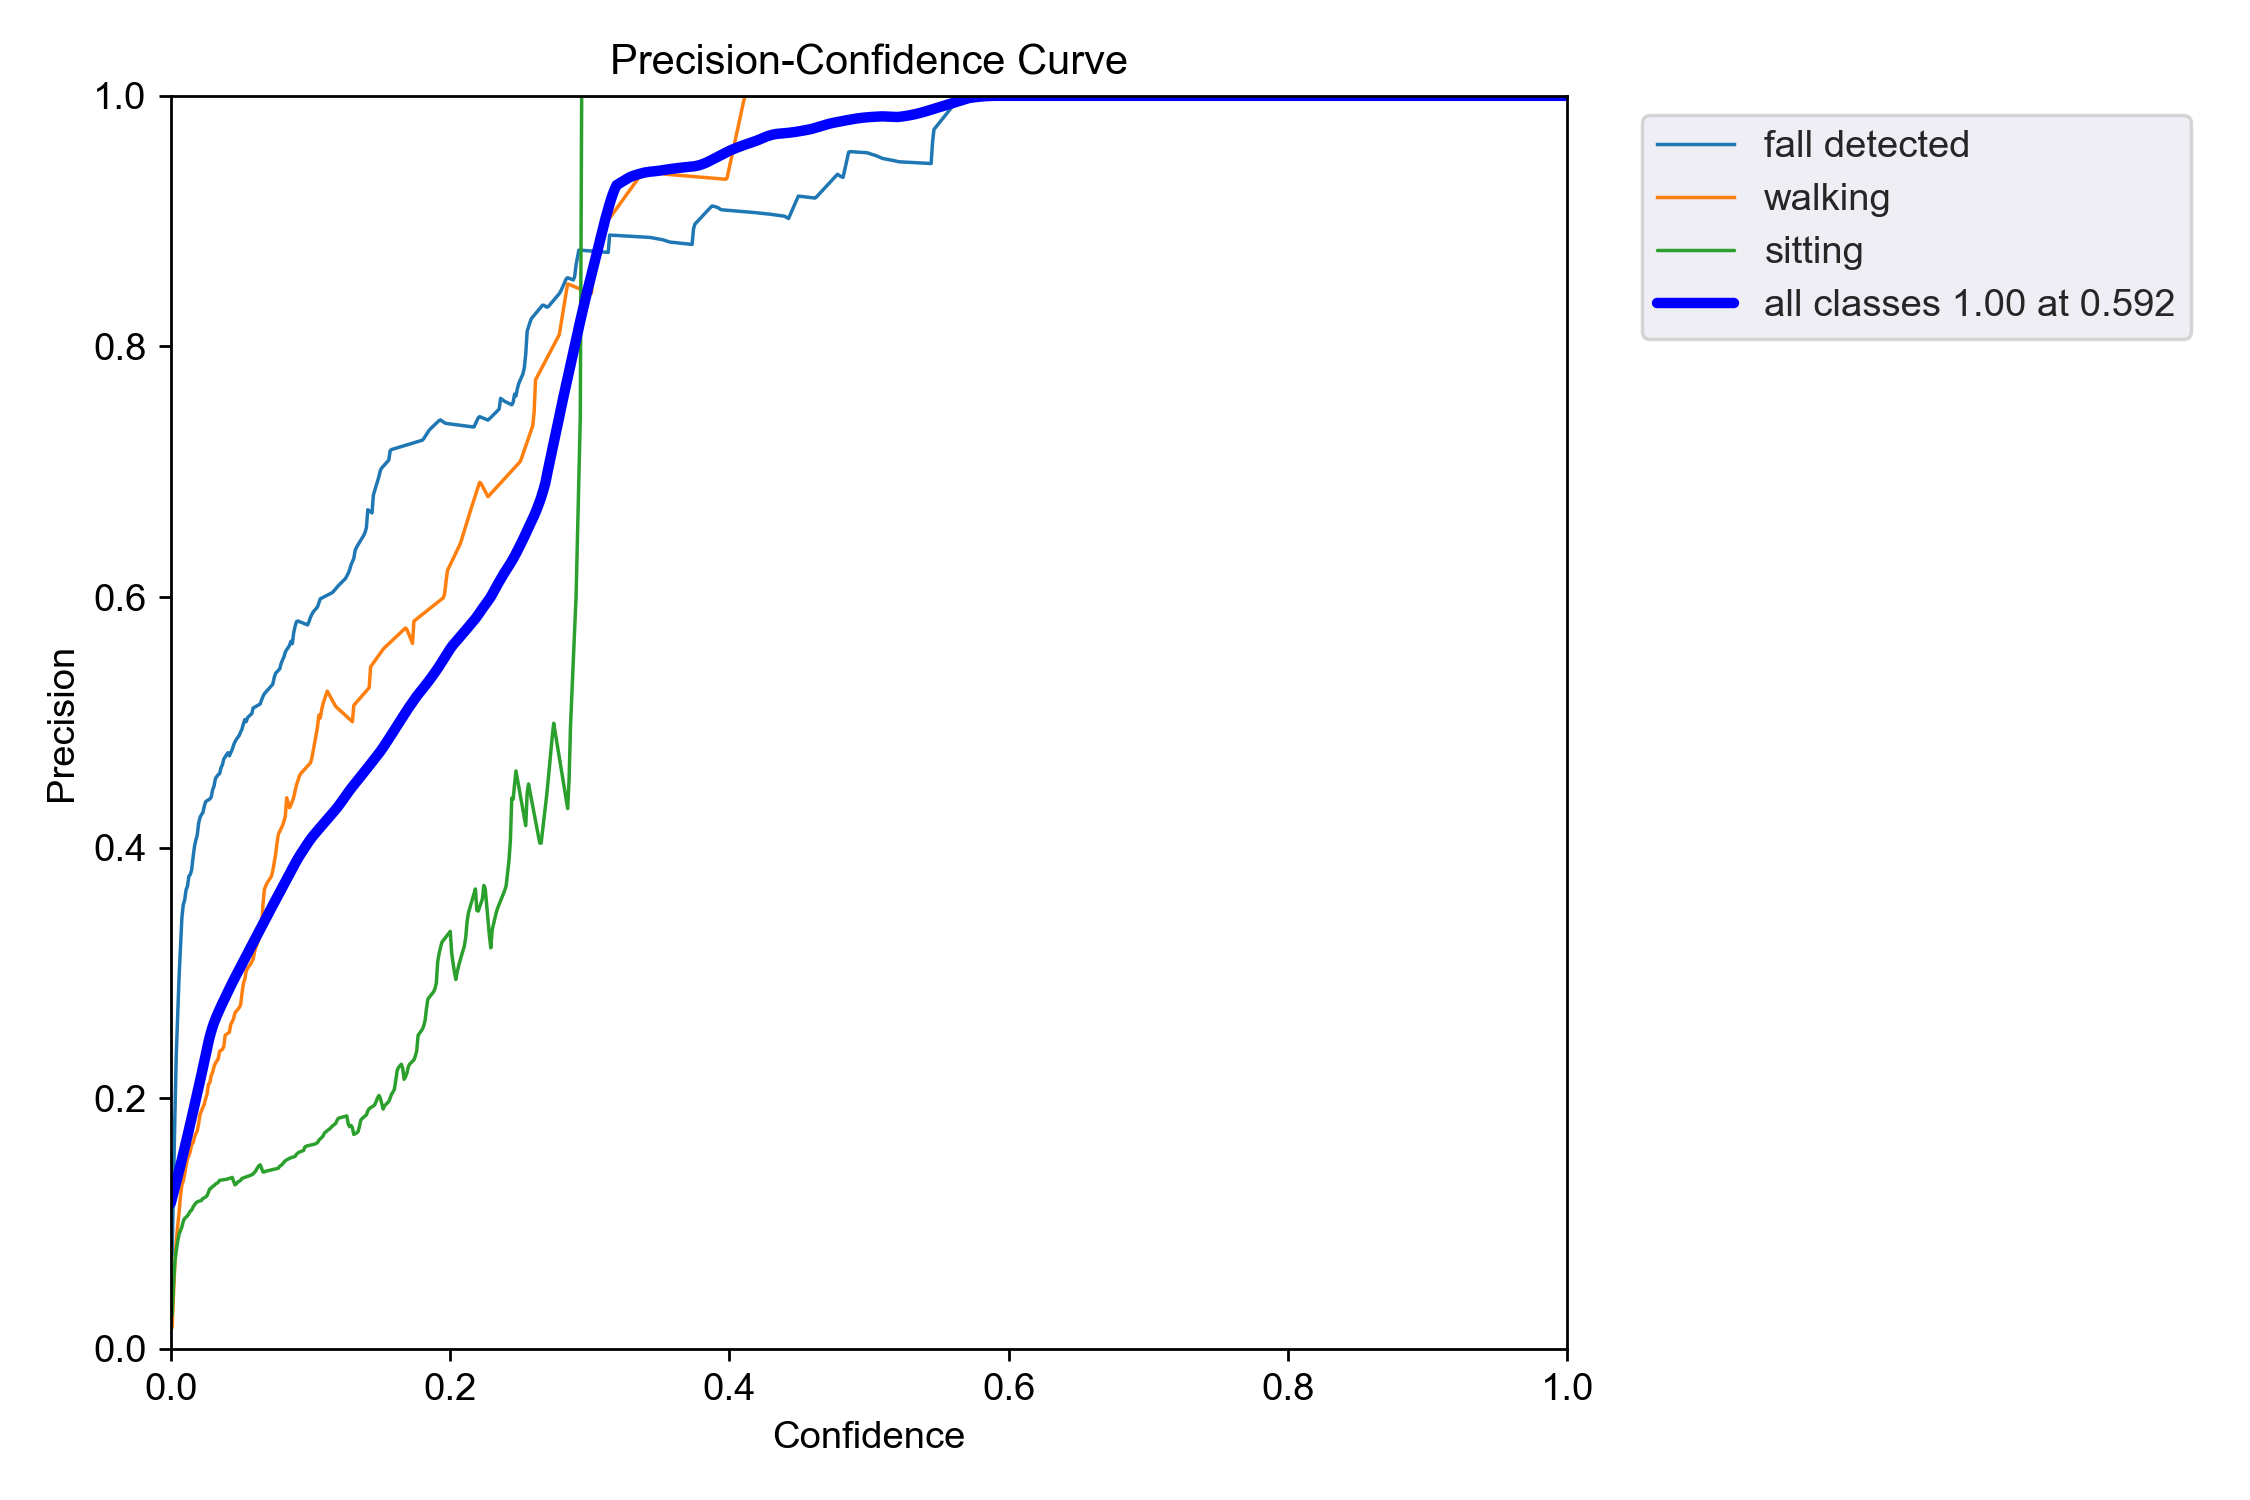 Precision-Confidence Curve
1.0
0.8
0.6
0.4
0.2
0.0
Precision
0.0 0.2 0.4 0.6 0.8 1.0
Confidence
fall detected
walking
sitting
all classes 1.00 at 0.592